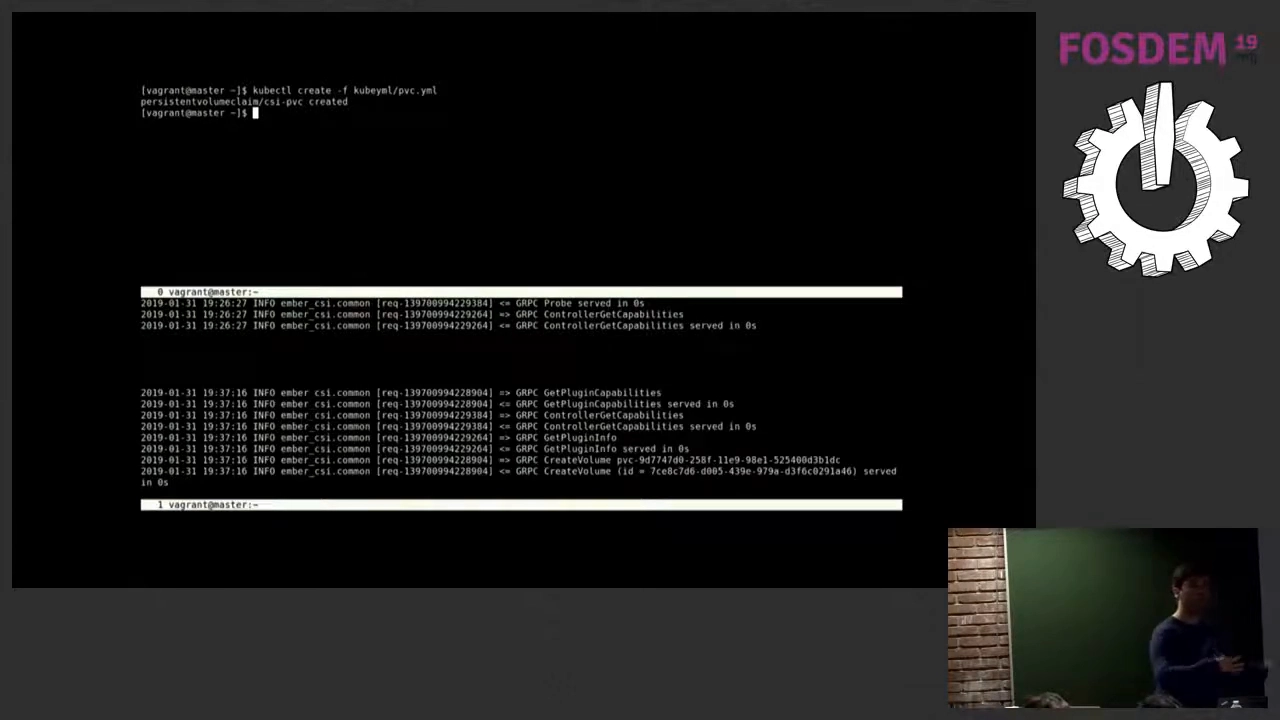 FOSDEM 19
[vagrant@master ~]$ kubectl create -f kubeyml/pvc.yml
persistentvolumeclaim/csi-pvc created
[vagrant@master ~]$
0 vagrant@master:~
2019-01-31 19:26:27 INFO ember_csi.common [req-139700994229384] <= GRPC Probe served in 0s
2019-01-31 19:26:27 INFO ember_csi.common [req-139700994229264] => GRPC ControllerGetCapabilities
2019-01-31 19:26:27 INFO ember_csi.common [req-139700994229264] <= GRPC ControllerGetCapabilities served in 0s
2019-01-31 19:37:16 INFO ember_csi.common [req-139700994228904] => GRPC GetPluginCapabilities
2019-01-31 19:37:16 INFO ember_csi.common [req-139700994228904] <= GRPC GetPluginCapabilities served in 0s
2019-01-31 19:37:16 INFO ember_csi.common [req-139700994229384] => GRPC ControllerGetCapabilities
2019-01-31 19:37:16 INFO ember_csi.common [req-139700994229384] <= GRPC ControllerGetCapabilities served in 0s
2019-01-31 19:37:16 INFO ember_csi.common [req-139700994229264] => GRPC GetPluginInfo
2019-01-31 19:37:16 INFO ember_csi.common [req-139700994229264] <= GRPC GetPluginInfo served in 0s
2019-01-31 19:37:16 INFO ember_csi.common [req-139700994228904] => GRPC CreateVolume pvc-9d7747d0-258f-11e9-98e1-525400d3b1dc
2019-01-31 19:37:16 INFO ember_csi.common [req-139700994228904] <= GRPC CreateVolume (id = 7ce8c7d6-d005-439e-979a-d3f6c0291a46) served
in 0s
1 vagrant@master:~